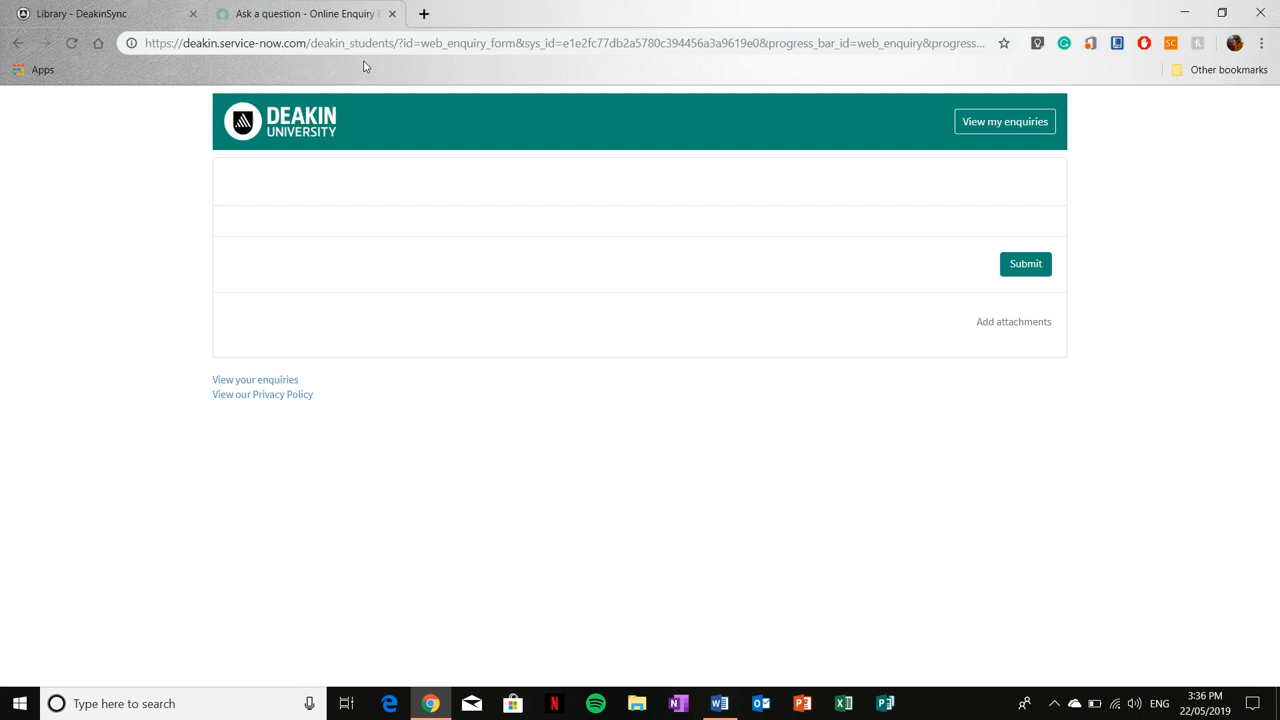 Library - DeakinSync
Ask a question - Online Enquiry F
https://deakin.service-now.com/deakin_students/?id=web_enquiry_form&sys_id=e1e2fc77db2a5780c394456a3a9619e0&progress_bar_id=web_enquiry&progress...
SC
Apps
Other bookmarks
DEAKIN
UNIVERSITY
View my enquiries
Submit
Add attachments
View your enquiries
View our Privacy Policy
Type here to search
ENG
3:36 PM
22/05/2019